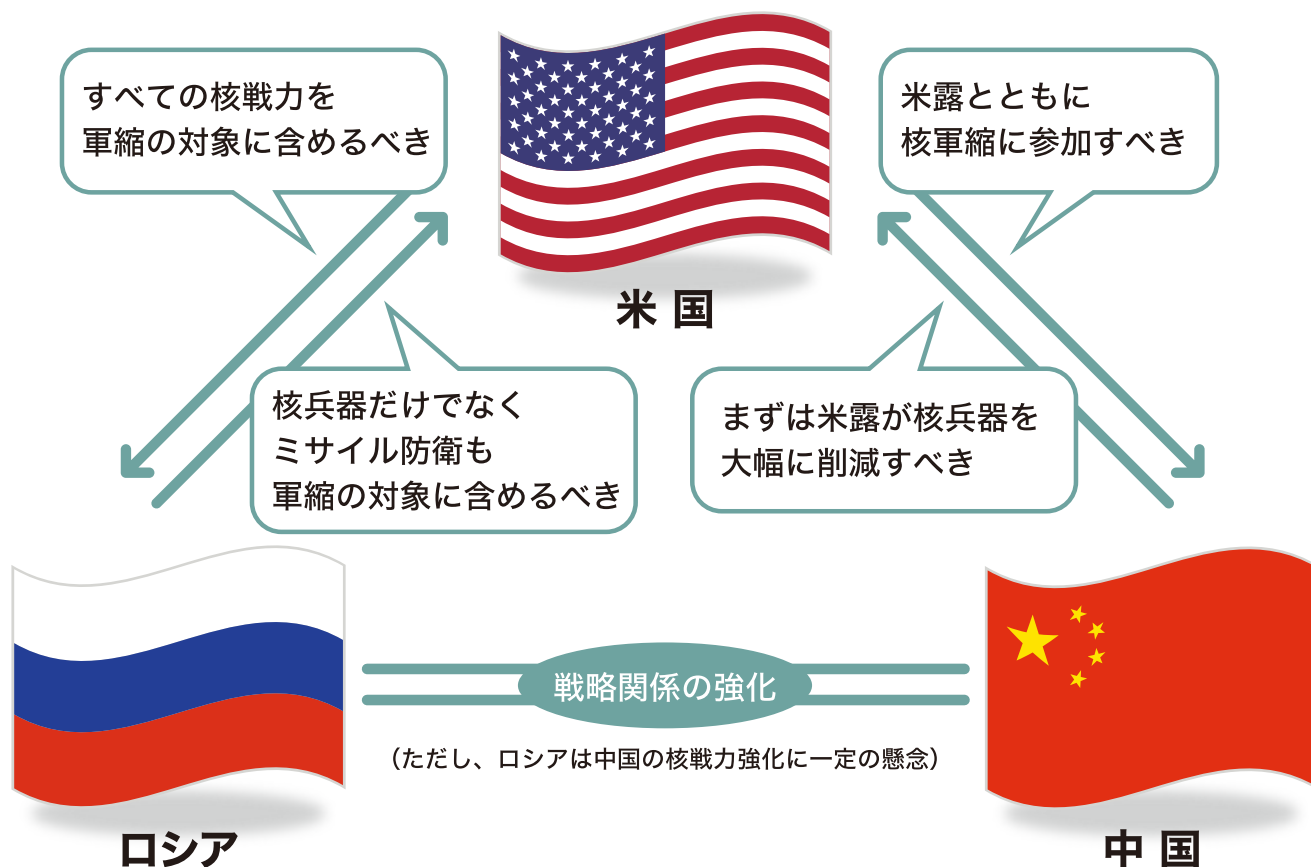 すべての核戦力を
軍縮の対象に含めるべき
米露とともに
核軍縮に参加すべき
米国
核兵器だけでなく
ミサイル防衛も
軍縮の対象に含めるべき
まずは米露が核兵器を
大幅に削減すべき
戦略関係の強化
（ただし、ロシアは中国の核戦力強化に一定の懸念）
ロシア
中国